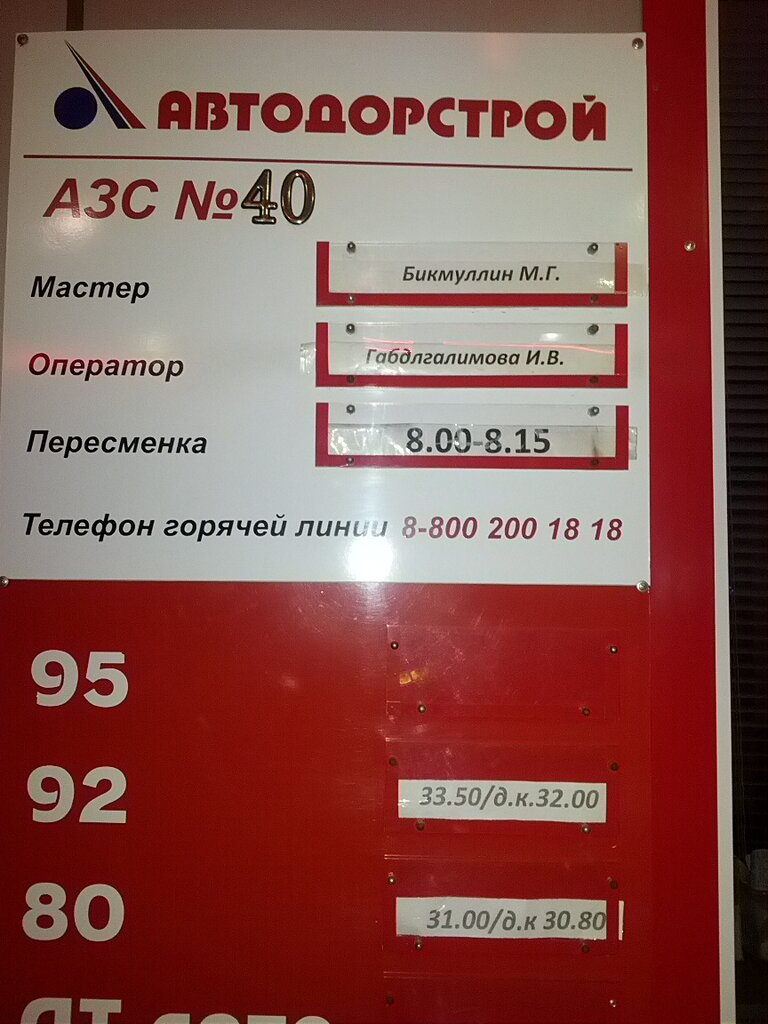 АВТОДОРСТРОЙ
АЗС №40
Мастер Бикмуллин М.Г.
Оператор Габдлгалимова И.В.
Пересменка 8.00-8.15
Телефон горячей линии 8-800 200 18 18
95
92 33.50/д.к.32.00
80 31.00/д.к 30.80
ДТ